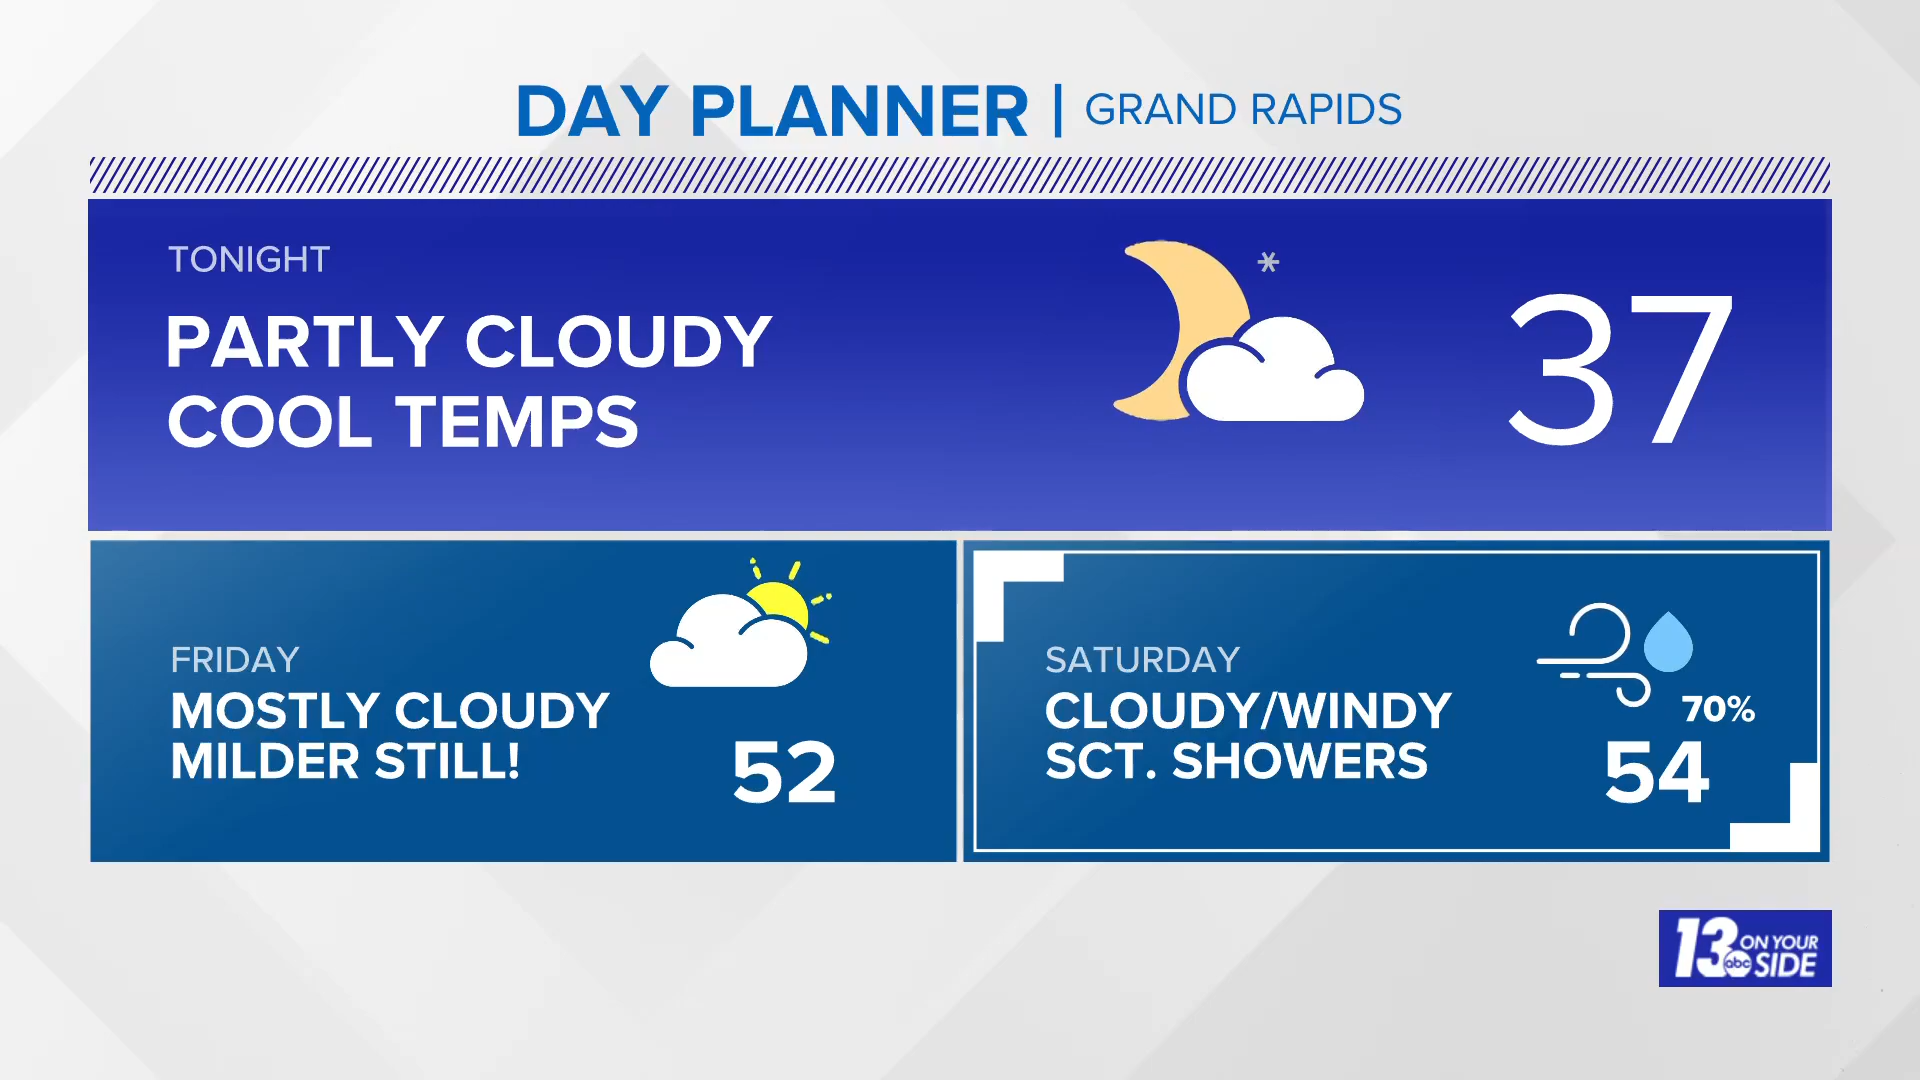 DAY PLANNER | GRAND RAPIDS
TONIGHT
PARTLY CLOUDY
COOL TEMPS
37
FRIDAY
MOSTLY CLOUDY
MILDER STILL!
52
SATURDAY
CLOUDY/WINDY
SCT. SHOWERS
70%
54
13 ON YOUR
abc SIDE